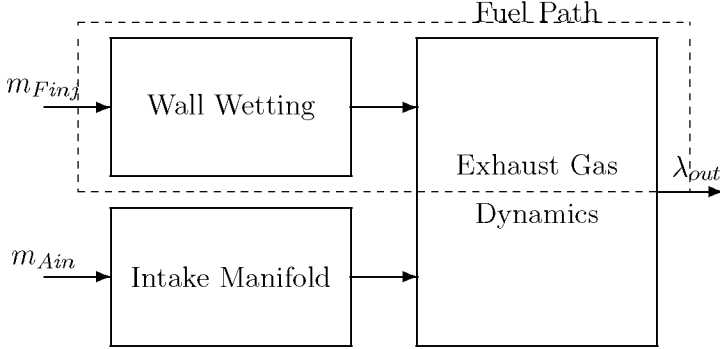 Fuel Path
m_{Finj}
Wall Wetting
Exhaust Gas
λ_{out}
Dynamics
m_{Ain}
Intake Manifold